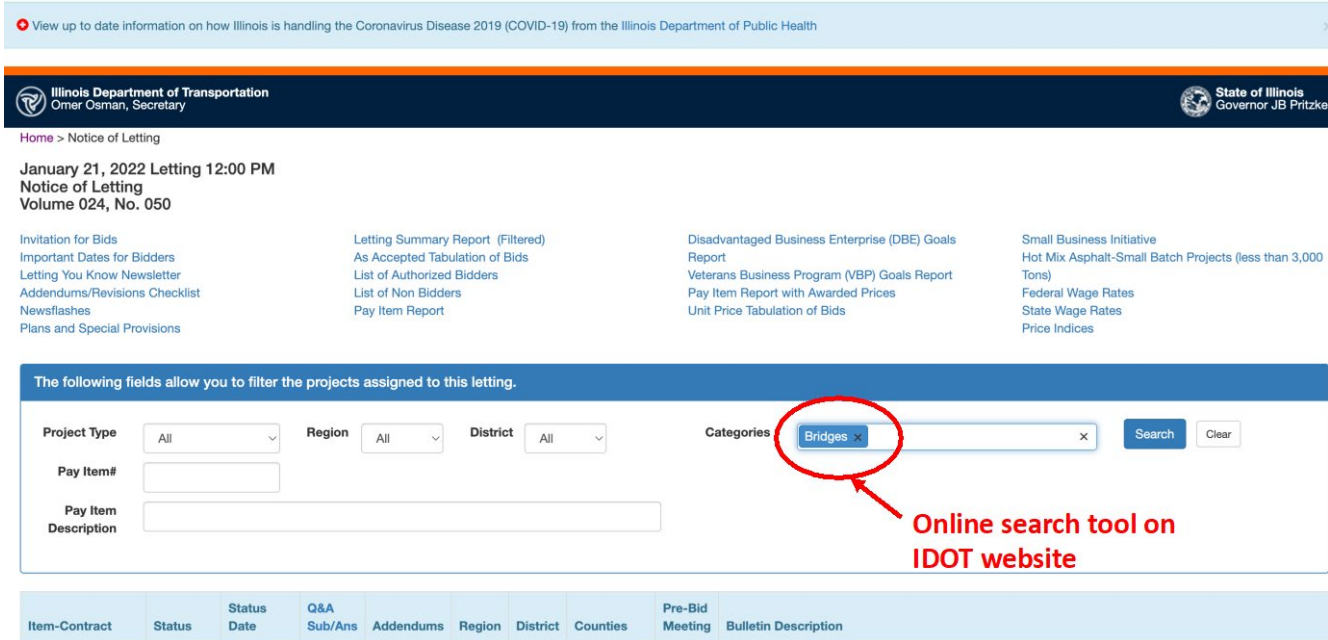 View up to date information on how Illinois is handling the Coronavirus Disease 2019 (COVID-19) from the Illinois Department of Public Health
Illinois Department of Transportation
Omer Osman, Secretary
State of Illinois
Governor JB Pritzke
Home > Notice of Letting
January 21, 2022 Letting 12:00 PM
Notice of Letting
Volume 024, No. 050
Invitation for Bids
Important Dates for Bidders
Letting You Know Newsletter
Addendums/Revisions Checklist
Newsflashes
Plans and Special Provisions
Letting Summary Report (Filtered)
As Accepted Tabulation of Bids
List of Authorized Bidders
List of Non Bidders
Pay Item Report
Disadvantaged Business Enterprise (DBE) Goals
Report
Veterans Business Program (VBP) Goals Report
Pay Item Report with Awarded Prices
Unit Price Tabulation of Bids
Small Business Initiative
Hot Mix Asphalt-Small Batch Projects (less than 3,000
Tons)
Federal Wage Rates
State Wage Rates
Price Indices
The following fields allow you to filter the projects assigned to this letting.
Project Type All Region All District All Categories Bridges × × Search Clear
Pay Item#
Pay Item
Description
Online search tool on
IDOT website
Item-Contract Status Status Date Q&A Sub/Ans Addendums Region District Counties Pre-Bid Meeting Bulletin Description